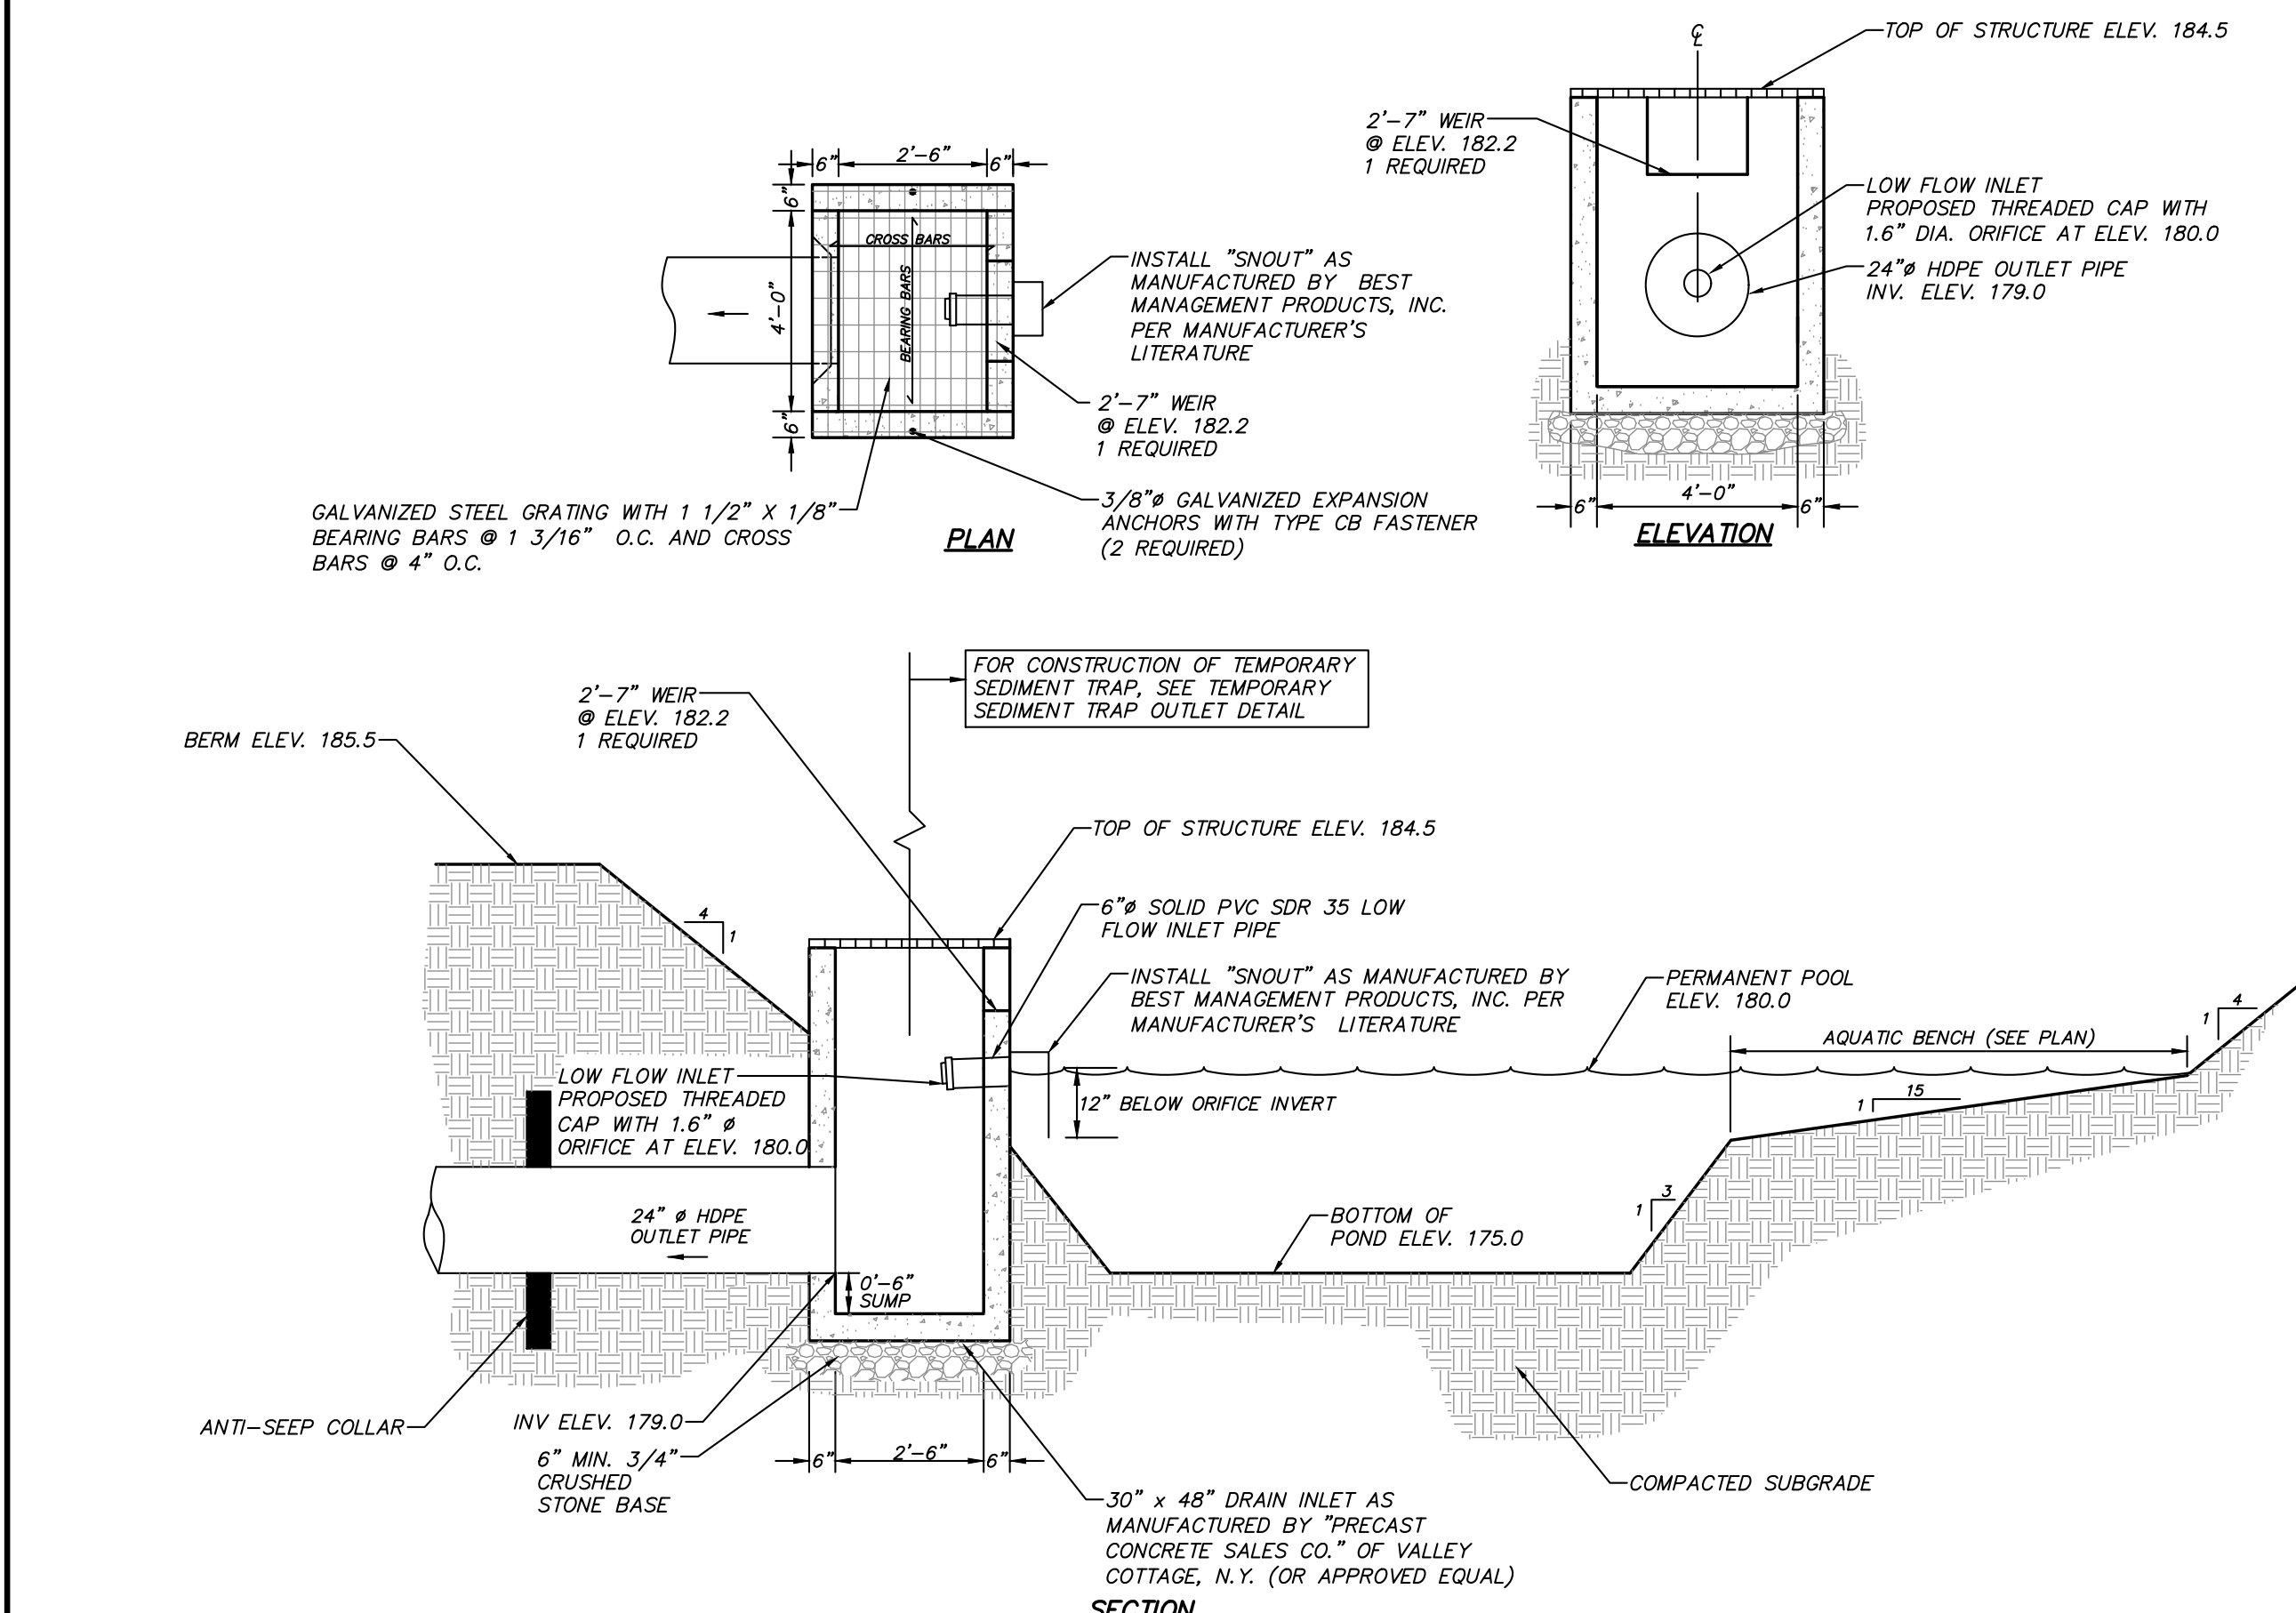 ℄
TOP OF STRUCTURE ELEV. 184.5
2'-7" WEIR
@ ELEV. 182.2
1 REQUIRED
LOW FLOW INLET
PROPOSED THREADED CAP WITH
1.6" DIA. ORIFICE AT ELEV. 180.0
24"ø HDPE OUTLET PIPE
INV. ELEV. 179.0
6"
4'-0"
6"
ELEVATION
6"
2'-6"
6"
6"
4'-0"
6"
CROSS BARS
BEARING BARS
INSTALL "SNOUT" AS
MANUFACTURED BY BEST
MANAGEMENT PRODUCTS, INC.
PER MANUFACTURER'S
LITERATURE
2'-7" WEIR
@ ELEV. 182.2
1 REQUIRED
3/8"ø GALVANIZED EXPANSION
ANCHORS WITH TYPE CB FASTENER
(2 REQUIRED)
GALVANIZED STEEL GRATING WITH 1 1/2" X 1/8"
BEARING BARS @ 1 3/16" O.C. AND CROSS
BARS @ 4" O.C.
PLAN
FOR CONSTRUCTION OF TEMPORARY
SEDIMENT TRAP, SEE TEMPORARY
SEDIMENT TRAP OUTLET DETAIL
2'-7" WEIR
@ ELEV. 182.2
1 REQUIRED
BERM ELEV. 185.5
4
1
TOP OF STRUCTURE ELEV. 184.5
6"ø SOLID PVC SDR 35 LOW
FLOW INLET PIPE
INSTALL "SNOUT" AS MANUFACTURED BY
BEST MANAGEMENT PRODUCTS, INC. PER
MANUFACTURER'S LITERATURE
PERMANENT POOL
ELEV. 180.0
4
1
AQUATIC BENCH (SEE PLAN)
15
1
12" BELOW ORIFICE INVERT
LOW FLOW INLET
PROPOSED THREADED
CAP WITH 1.6" ø
ORIFICE AT ELEV. 180.0
24" ø HDPE
OUTLET PIPE
0'-6"
SUMP
3
1
BOTTOM OF
POND ELEV. 175.0
ANTI-SEEP COLLAR
INV ELEV. 179.0
6" MIN. 3/4"
CRUSHED
STONE BASE
6"
2'-6"
6"
30" x 48" DRAIN INLET AS
MANUFACTURED BY "PRECAST
CONCRETE SALES CO." OF VALLEY
COTTAGE, N.Y. (OR APPROVED EQUAL)
COMPACTED SUBGRADE
SECTION